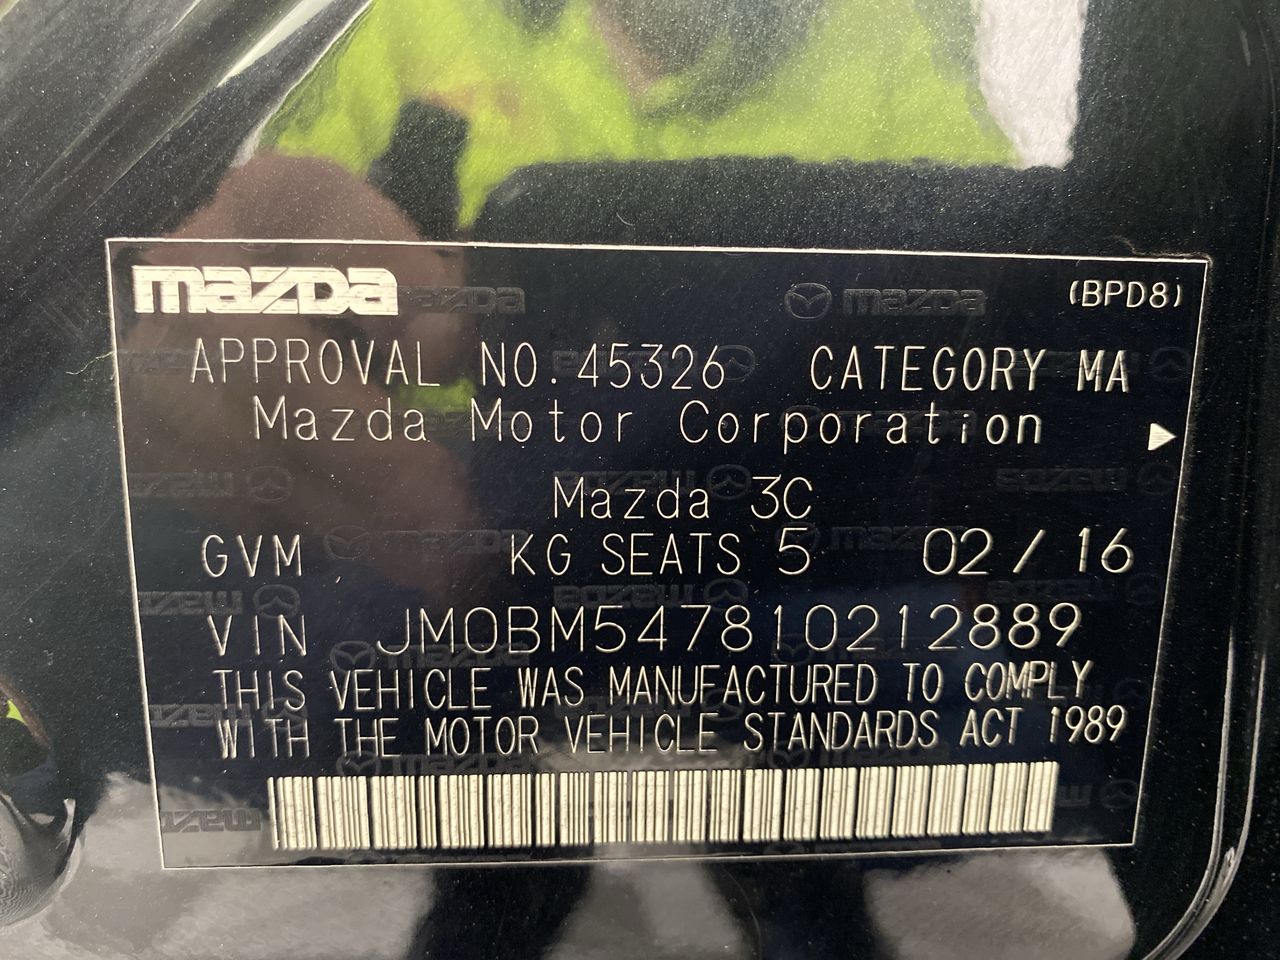 mazda (BPD8)
APPROVAL NO.45326 CATEGORY MA
Mazda Motor Corporation
Mazda 3C
GVM KG SEATS 5 02/16
VIN JM0BM547810212889
THIS VEHICLE WAS MANUFACTURED TO COMPLY
WITH THE MOTOR VEHICLE STANDARDS ACT 1989